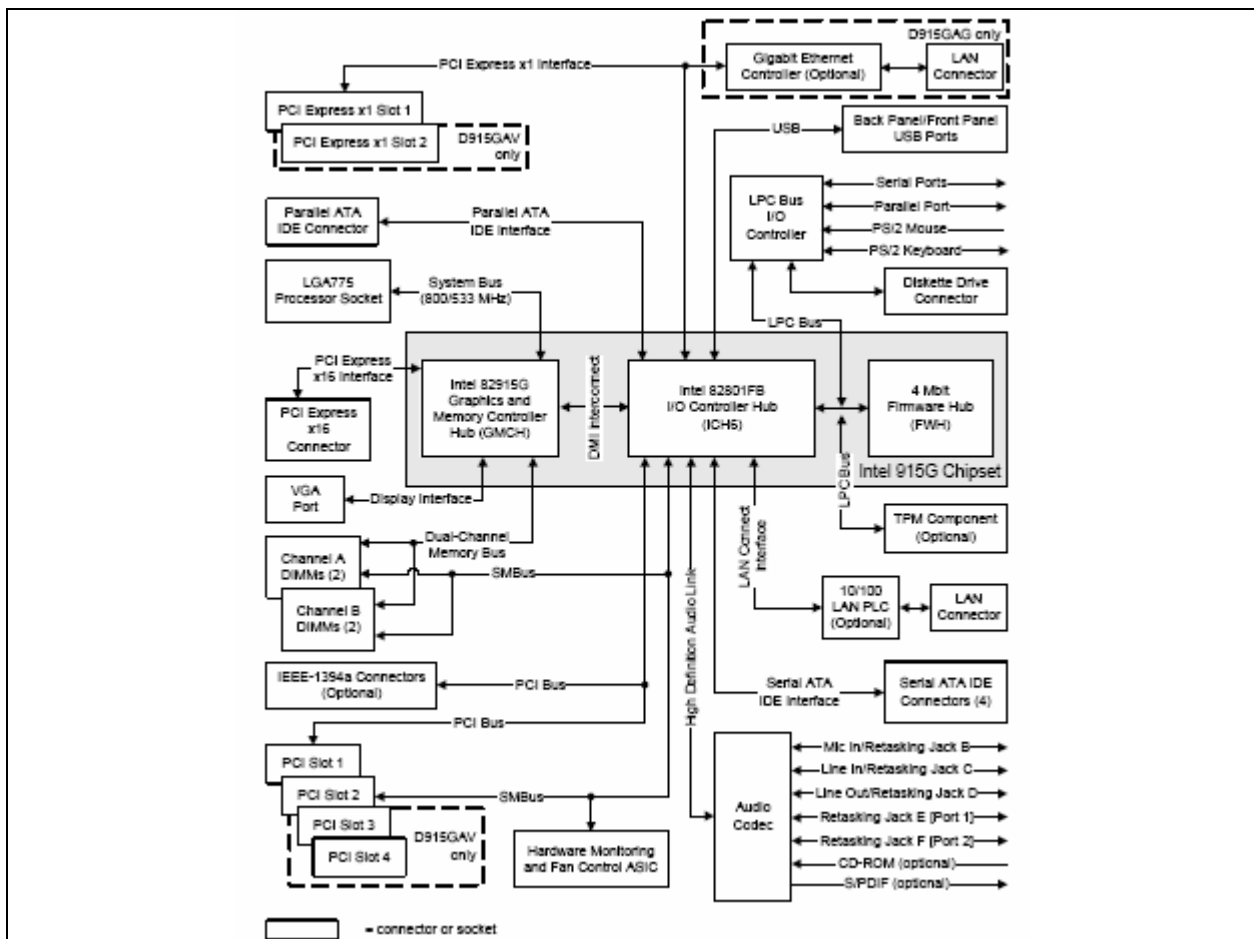 D915GAG only
PCI Express x1 Interface
Gigabit Ethernet
Controller (Optional)
LAN
Connector
PCI Express x1 Slot 1
PCI Express x1 Slot 2
D915GAV
only
USB
Back Panel/Front Panel
USB Ports
LPC Bus
I/O
Controller
Serial Ports
Parallel Port
PS/2 Mouse
PS/2 Keyboard
Parallel ATA
IDE Connector
Parallel ATA
IDE Interface
LGA775
Processor Socket
System Bus
(800/533 MHz)
Diskette Drive
Connector
LPC Bus
PCI Express
x16 Interface
PCI Express
x16
Connector
Intel 82915G
Graphics and
Memory Controller
Hub (GMCH)
DMI Interconnect
Intel 82801FB
I/O Controller Hub
(ICH6)
4 Mbit
Firmware Hub
(FWH)
Intel 915G Chipset
LPC Bus
VGA
Port
Display Interface
TPM Component
(Optional)
Dual-Channel
Memory Bus
Channel A
DIMMs (2)
SMBus
Channel B
DIMMs (2)
High Definition Audio Link
LAN Connect
Interface
10/100
LAN PLC
(Optional)
LAN
Connector
IEEE-1394a Connectors
(Optional)
PCI Bus
Serial ATA
IDE Interface
Serial ATA IDE
Connectors (4)
PCI Bus
PCI Slot 1
PCI Slot 2
PCI Slot 3
PCI Slot 4
D915GAV
only
SMBus
Hardware Monitoring
and Fan Control ASIC
Audio
Codec
Mic In/Retasking Jack B
Line In/Retasking Jack C
Line Out/Retasking Jack D
Retasking Jack E [Port 1]
Retasking Jack F [Port 2]
CD-ROM (optional)
S/PDIF (optional)
= connector or socket